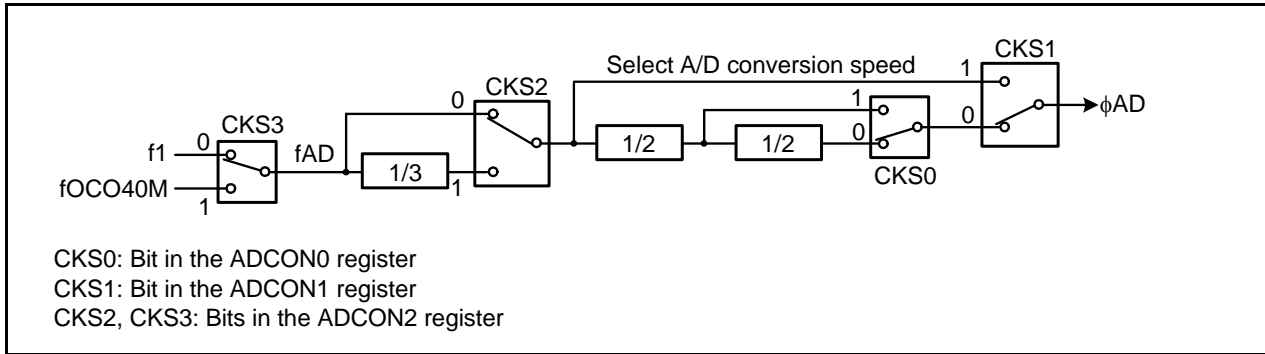 Select A/D conversion speed
CKS1
1
CKS2
0
1
φAD
CKS3
0
0
0
f1
fAD
1/2
1/2
1/3
CKS0
fOCO40M
1
1
CKS0: Bit in the ADCON0 register
CKS1: Bit in the ADCON1 register
CKS2, CKS3: Bits in the ADCON2 register